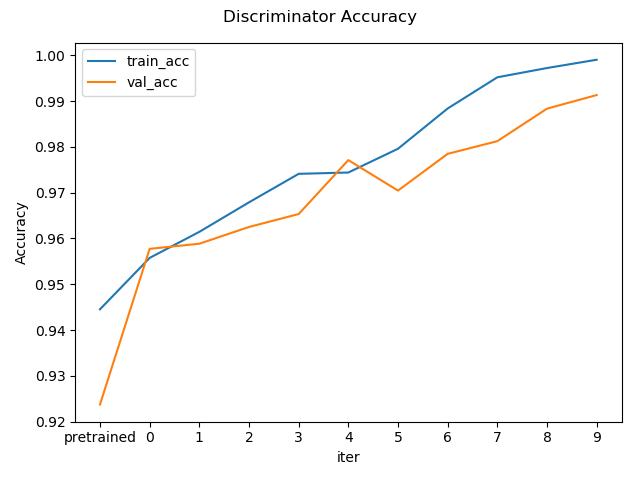 Discriminator Accuracy
train_acc
val_acc
Accuracy
1.00
0.99
0.98
0.97
0.96
0.95
0.94
0.93
0.92
pretrained 0 1 2 3 4 5 6 7 8 9
iter